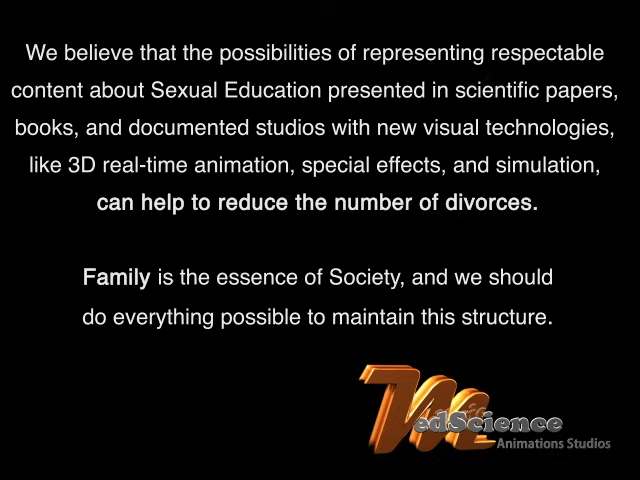 We believe that the possibilities of representing respectable
content about Sexual Education presented in scientific papers,
books, and documented studios with new visual technologies,
like 3D real-time animation, special effects, and simulation,
can help to reduce the number of divorces.
Family is the essence of Society, and we should
do everything possible to maintain this structure.
MedScience
Animations Studios